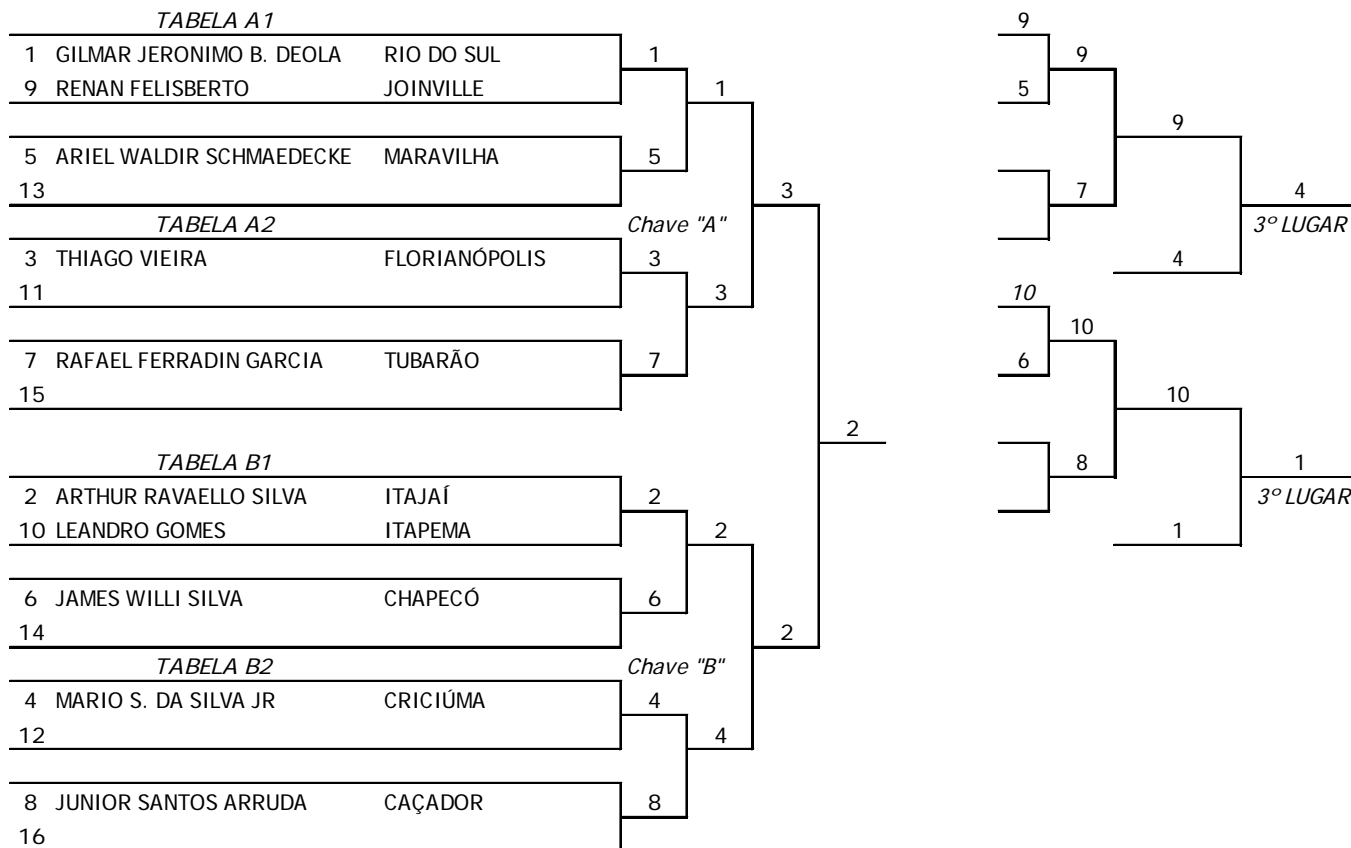 TABELA A1
9
1 GILMAR JERONIMO B. DEOLA RIO DO SUL
1
9
9 RENAN FELISBERTO JOINVILLE
1
5
9
5 ARIEL WALDIR SCHMAEDECKE MARAVILHA
5
13
3
7
4
TABELA A2
Chave "A"
3º LUGAR
3 THIAGO VIEIRA FLORIANÓPOLIS
3
4
11
3
10
10
7 RAFAEL FERRADIN GARCIA TUBARÃO
7
6
15
10
2
TABELA B1
8
1
2 ARTHUR RAVAELLO SILVA ITAJAÍ
2
3º LUGAR
10 LEANDRO GOMES ITAPEMA
2
1
6 JAMES WILLI SILVA CHAPECÓ
6
14
2
TABELA B2
Chave "B"
4 MARIO S. DA SILVA JR CRICIÚMA
4
12
4
8 JUNIOR SANTOS ARRUDA CAÇADOR
8
16